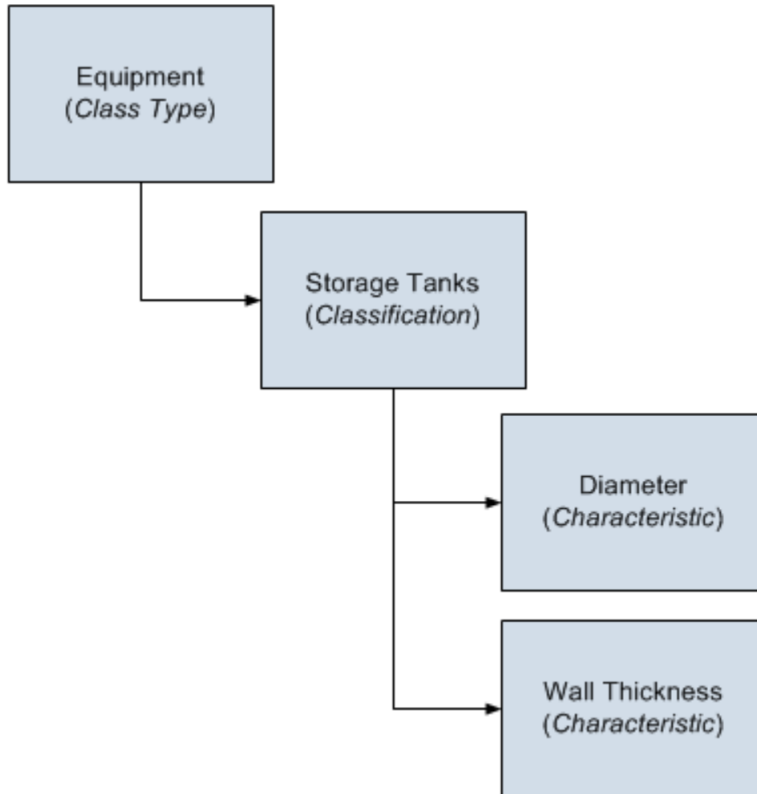 Equipment
(Class Type)
Storage Tanks
(Classification)
Diameter
(Characteristic)
Wall Thickness
(Characteristic)